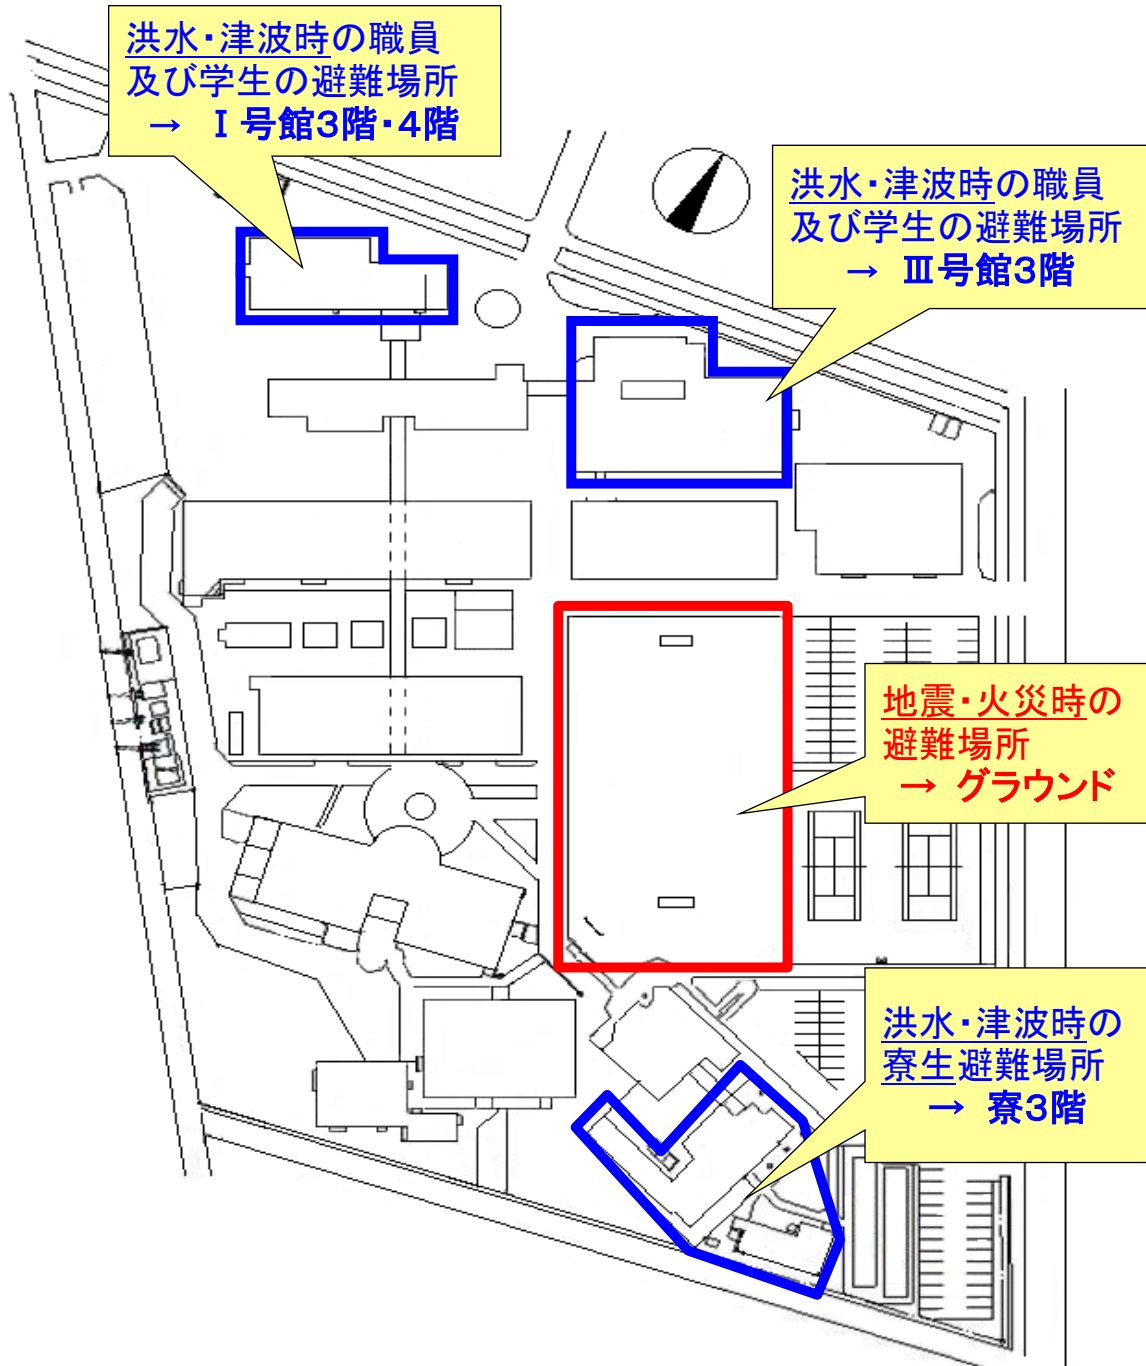 洪水・津波時の職員
及び学生の避難場所
→ Ⅰ号館3階・4階
洪水・津波時の職員
及び学生の避難場所
→ Ⅲ号館3階
地震・火災時の
避難場所
→ グラウンド
洪水・津波時の
寮生避難場所
→ 寮3階